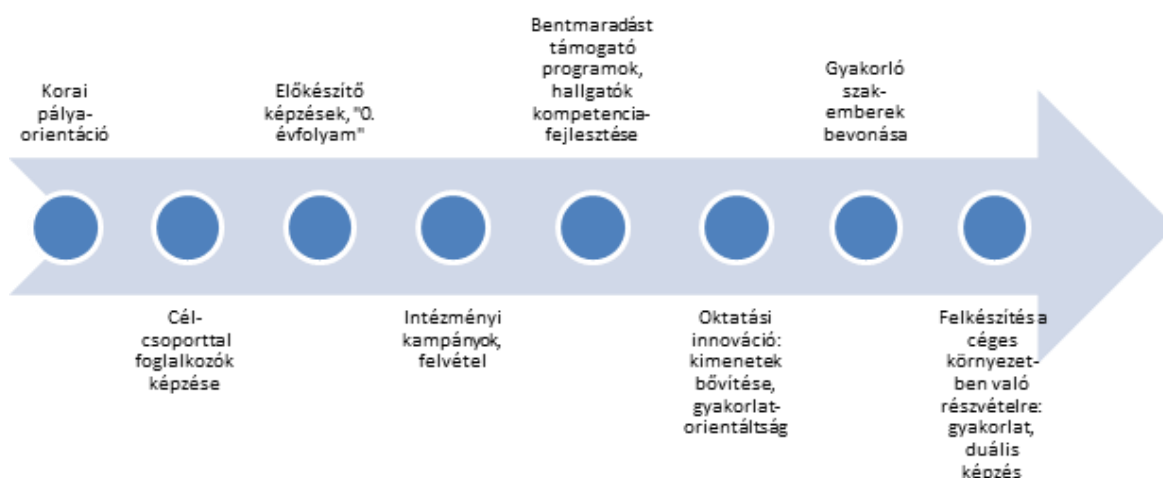 Korai
pálya-
orientáció
Cél-
csoporttal
foglalkozók
képzése
Előkészítő
képzések, "0.
évfolyam"
Intézményi
kampányok,
felvétel
Bentmaradást
támogató
programok,
hallgatók
kompetencia-
fejlesztése
Oktatási
innováció:
kimenetek
bővítése,
gyakorlat-
orientáltság
Gyakorló
szak-
emberek
bevonása
Felkészítés a
céges
környezet-
ben való
részvételre:
gyakorlat,
duális
képzés